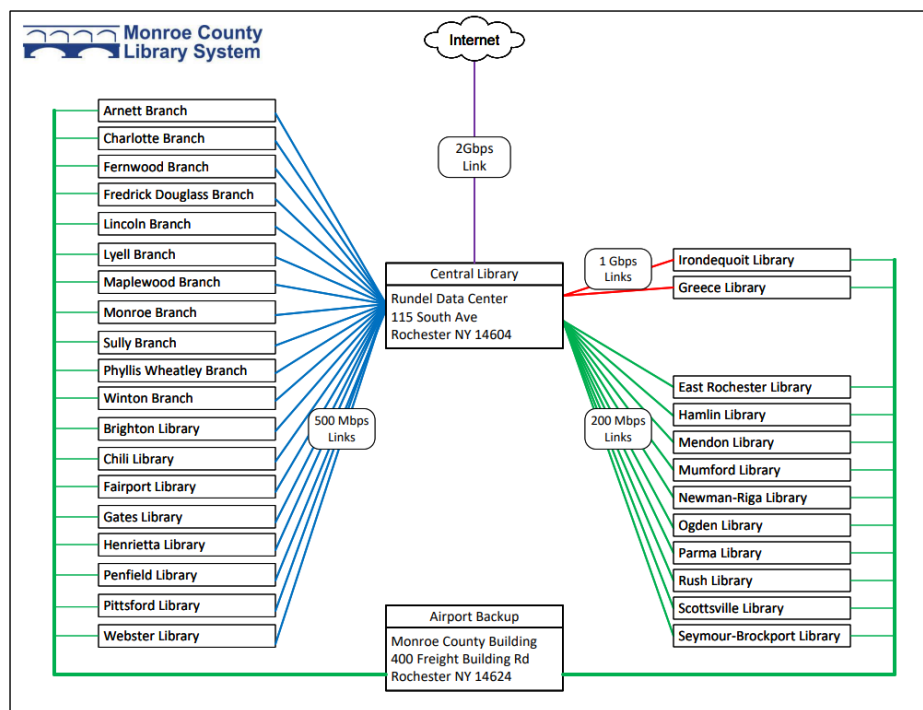 Monroe County
Library System
Internet
2Gbps
Link
Arnett Branch
Charlotte Branch
Fernwood Branch
Fredrick Douglass Branch
Lincoln Branch
Lyell Branch
Maplewood Branch
Monroe Branch
Sully Branch
Phyllis Wheatley Branch
Winton Branch
Brighton Library
Chili Library
Fairport Library
Gates Library
Henrietta Library
Penfield Library
Pittsford Library
Webster Library
500 Mbps
Links
Central Library
Rundel Data Center
115 South Ave
Rochester NY 14604
1 Gbps
Links
Irondequoit Library
Greece Library
200 Mbps
Links
East Rochester Library
Hamlin Library
Mendon Library
Mumford Library
Newman-Riga Library
Ogden Library
Parma Library
Rush Library
Scottsville Library
Seymour-Brockport Library
Airport Backup
Monroe County Building
400 Freight Building Rd
Rochester NY 14624